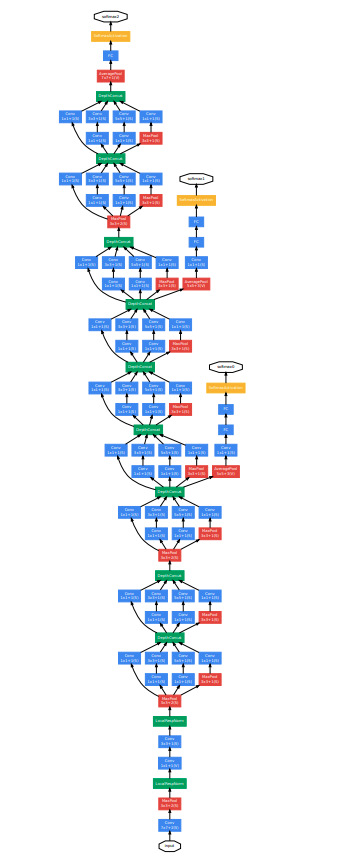 softmax2
SoftmaxActivation
FC
AveragePool
7x7+1(V)
DepthConcat
Conv Conv Conv Conv
1x1+1(S) 3x3+1(S) 5x5+1(S) 1x1+1(S)
Conv Conv MaxPool
1x1+1(S) 1x1+1(S) 3x3+1(S)
DepthConcat
Conv Conv Conv Conv
1x1+1(S) 3x3+1(S) 5x5+1(S) 1x1+1(S)
softmax1
Conv Conv MaxPool
1x1+1(S) 1x1+1(S) 3x3+1(S)
SoftmaxActivation
MaxPool
3x3+2(S)
FC
DepthConcat
FC
Conv Conv Conv Conv Conv
1x1+1(S) 3x3+1(S) 5x5+1(S) 1x1+1(S) 1x1+1(S)
Conv Conv MaxPool AveragePool
1x1+1(S) 1x1+1(S) 3x3+1(S) 5x5+3(V)
DepthConcat
Conv Conv Conv Conv
1x1+1(S) 3x3+1(S) 5x5+1(S) 1x1+1(S)
Conv Conv MaxPool
1x1+1(S) 1x1+1(S) 3x3+1(S)
DepthConcat
softmax0
Conv Conv Conv Conv
1x1+1(S) 3x3+1(S) 5x5+1(S) 1x1+1(S)
SoftmaxActivation
Conv Conv MaxPool
1x1+1(S) 1x1+1(S) 3x3+1(S)
FC
DepthConcat
FC
Conv Conv Conv Conv Conv
1x1+1(S) 3x3+1(S) 5x5+1(S) 1x1+1(S) 1x1+1(S)
Conv Conv MaxPool AveragePool
1x1+1(S) 1x1+1(S) 3x3+1(S) 5x5+3(V)
DepthConcat
Conv Conv Conv Conv
1x1+1(S) 3x3+1(S) 5x5+1(S) 1x1+1(S)
Conv Conv MaxPool
1x1+1(S) 1x1+1(S) 3x3+1(S)
MaxPool
3x3+2(S)
DepthConcat
Conv Conv Conv Conv
1x1+1(S) 3x3+1(S) 5x5+1(S) 1x1+1(S)
Conv Conv MaxPool
1x1+1(S) 1x1+1(S) 3x3+1(S)
DepthConcat
Conv Conv Conv Conv
1x1+1(S) 3x3+1(S) 5x5+1(S) 1x1+1(S)
Conv Conv MaxPool
1x1+1(S) 1x1+1(S) 3x3+1(S)
MaxPool
3x3+2(S)
LocalRespNorm
Conv
3x3+1(S)
Conv
1x1+1(V)
LocalRespNorm
MaxPool
3x3+2(S)
Conv
7x7+2(S)
input